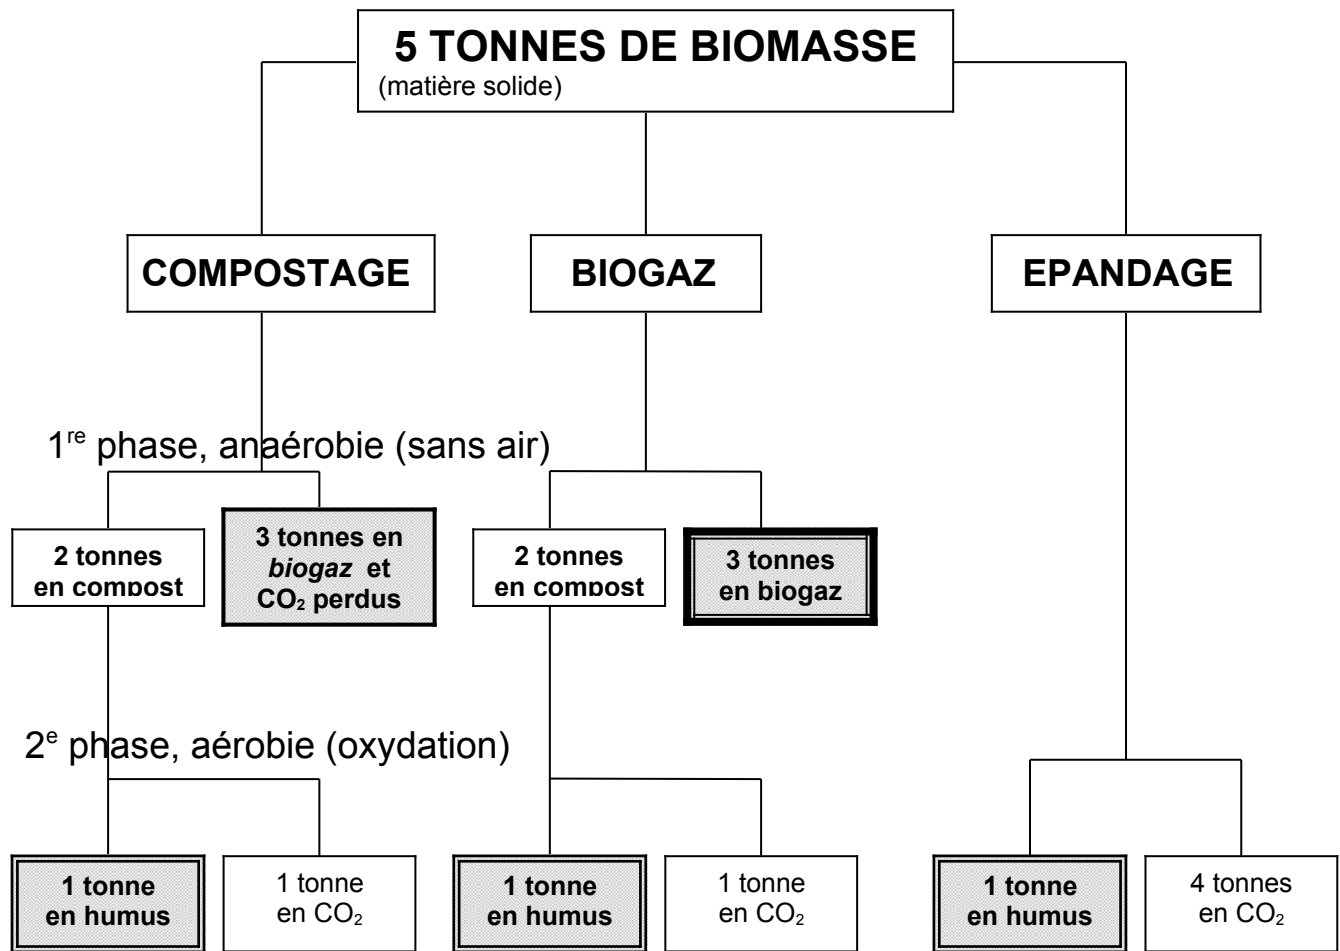 5 TONNES DE BIOMASSE
(matière solide)
COMPOSTAGE
BIOGAZ
EPANDAGE
1re phase, anaérobie (sans air)
2 tonnes
en compost
3 tonnes en
biogaz et
CO₂ perdus
2 tonnes
en compost
3 tonnes
en biogaz
2e phase, aérobie (oxydation)
1 tonne
en humus
1 tonne
en CO₂
1 tonne
en humus
1 tonne
en CO₂
1 tonne
en humus
4 tonnes
en CO₂